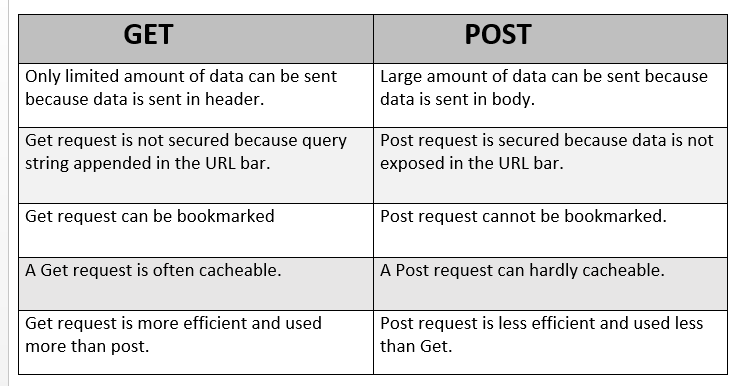 GET POST
Only limited amount of data can be sent
because data is sent in header.
Large amount of data can be sent because
data is sent in body.
Get request is not secured because query
string appended in the URL bar.
Post request is secured because data is not
exposed in the URL bar.
Get request can be bookmarked
Post request cannot be bookmarked.
A Get request is often cacheable.
A Post request can hardly cacheable.
Get request is more efficient and used
more than post.
Post request is less efficient and used less
than Get.